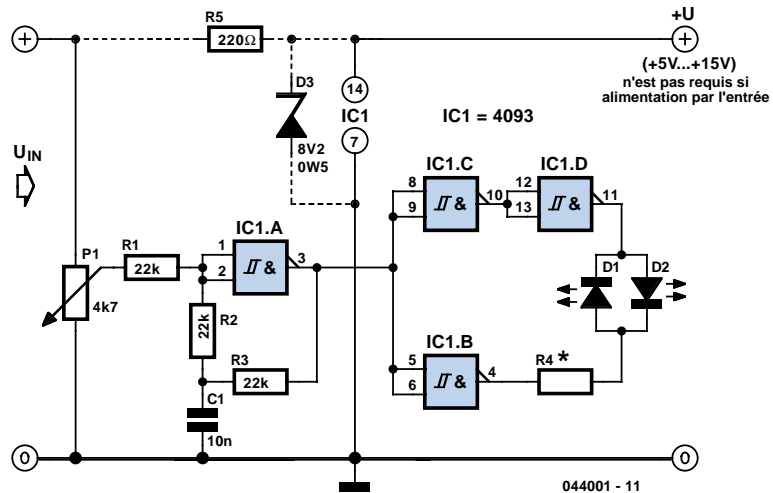 R5
220Ω
+U
(+5V...+15V)
n'est pas requis si
alimentation par l'entrée
D3
8V2
0W5
14
IC1
7
IC1 = 4093
UIN
P1
4k7
R1
22k
IC1.A
1
2
&
3
R2
22k
R3
22k
C1
10n
IC1.C
8
9
&
10
IC1.D
12
13
&
11
D1
D2
IC1.B
5
6
&
4
R4 *
0
0
044001 - 11